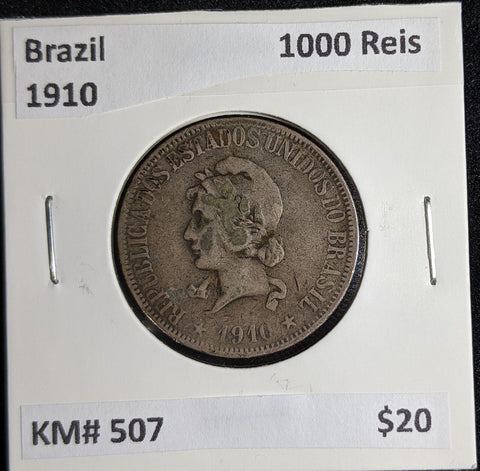 Brazil 1000 Reis
1910
REPUBLICA DOS ESTADOS UNIDOS DO BRASIL
★ 1910 ★
KM# 507 $20